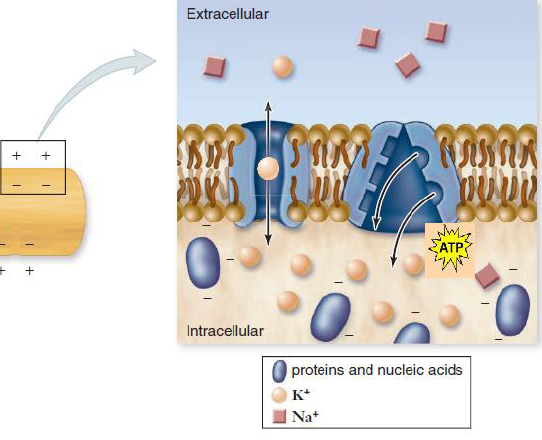 Extracellular
+ +
– –
– –
+ +
ATP
–
–
–
–
–
–
–
–
–
Intracellular
proteins and nucleic acids
K⁺
Na⁺